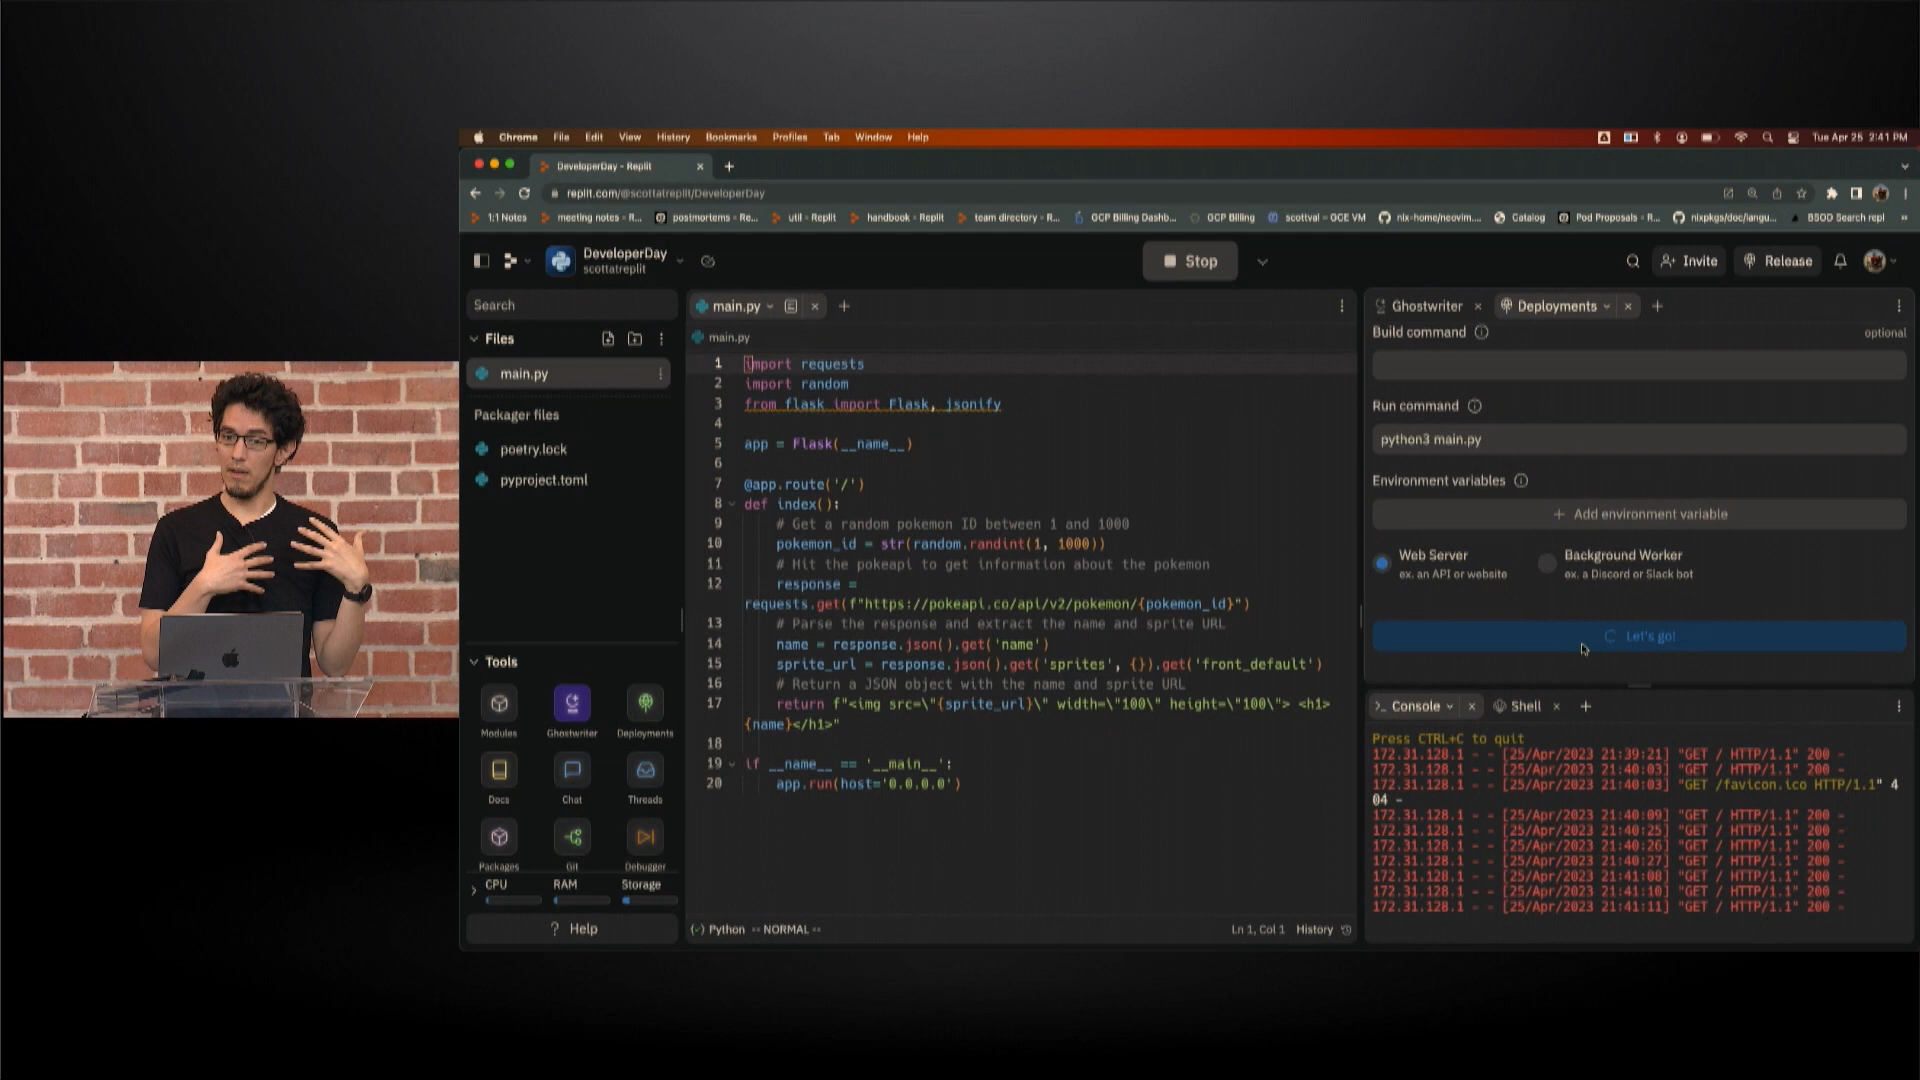 Chrome File Edit View History Bookmarks Profiles Tab Window Help
Tue Apr 25 2:41 PM
DeveloperDay - Replit
replit.com/@scottatreplit/DeveloperDay
1:1 Notes
meeting notes - R...
postmortems - Re...
util - Replit
handbook - Replit
team directory - R...
GCP Billing Dashb...
GCP Billing
scottval - GCE VM
nix-home/neovim....
Catalog
Pod Proposals - R...
nixpkgs/doc/langu...
BSOD Search repl
DeveloperDay
scottatreplit
Stop
Invite
Release
Search
Files
main.py
Packager files
poetry.lock
pyproject.toml
Tools
Modules
Ghostwriter
Deployments
Docs
Chat
Threads
Packages
Git
Debugger
CPU
RAM
Storage
? Help
main.py
main.py
1 import requests
2 import random
3 from flask import Flask, jsonify
4
5 app = Flask(__name__)
6
7 @app.route('/')
8 def index():
9 # Get a random pokemon ID between 1 and 1000
10 pokemon_id = str(random.randint(1, 1000))
11 # Hit the pokeapi to get information about the pokemon
12 response =
requests.get(f"https://pokeapi.co/api/v2/pokemon/{pokemon_id}")
13 # Parse the response and extract the name and sprite URL
14 name = response.json().get('name')
15 sprite_url = response.json().get('sprites', {}).get('front_default')
16 # Return a JSON object with the name and sprite URL
17 return f"<img src=\"{sprite_url}\" width=\"100\" height=\"100\"> <h1>
{name}</h1>"
18
19 if __name__ == '__main__':
20 app.run(host='0.0.0.0')
Python -- NORMAL --
Ln 1, Col 1 History
Ghostwriter
Deployments
Build command
optional
Run command
python3 main.py
Environment variables
+ Add environment variable
Web Server
ex. an API or website
Background Worker
ex. a Discord or Slack bot
Let's go!
Console
Shell
Press CTRL+C to quit
172.31.128.1 - - [25/Apr/2023 21:39:21] "GET / HTTP/1.1" 200 -
172.31.128.1 - - [25/Apr/2023 21:40:03] "GET / HTTP/1.1" 200 -
172.31.128.1 - - [25/Apr/2023 21:40:03] "GET /favicon.ico HTTP/1.1" 4
04 -
172.31.128.1 - - [25/Apr/2023 21:40:09] "GET / HTTP/1.1" 200 -
172.31.128.1 - - [25/Apr/2023 21:40:25] "GET / HTTP/1.1" 200 -
172.31.128.1 - - [25/Apr/2023 21:40:26] "GET / HTTP/1.1" 200 -
172.31.128.1 - - [25/Apr/2023 21:40:27] "GET / HTTP/1.1" 200 -
172.31.128.1 - - [25/Apr/2023 21:41:08] "GET / HTTP/1.1" 200 -
172.31.128.1 - - [25/Apr/2023 21:41:10] "GET / HTTP/1.1" 200 -
172.31.128.1 - - [25/Apr/2023 21:41:11] "GET / HTTP/1.1" 200 -